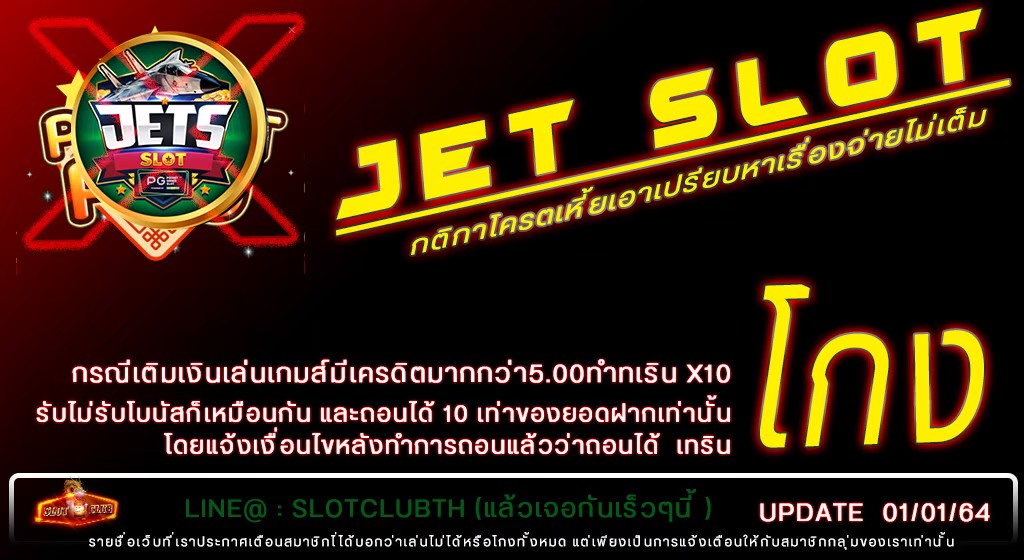 JETS
SLOT
PG
JET SLOT
กติกาโครตเหี้ยเอาเปรียบหาเรื่องจ่ายไม่เต็ม
โกง
กรณีเติมเงินเล่นเกมส์มีเครดิตมากกว่า5.00ทำทเริน X10
รับไม่รับโบนัสก็เหมือนกัน และถอนได้ 10 เท่าของยอดฝากเท่านั้น
โดยแจ้งเงื่อนไขหลังทำการถอนแล้วว่าถอนได้ เทริน
SLOT CLUB
LINE@ : SLOTCLUBTH (แล้วเจอกันเร็วๆนี้ )
UPDATE 01/01/64
รายชื่อเว็บที่เราประกาศเตือนสมาชิกไ่ได้บอกว่าเล่นไม่ได้หรือโกงทั้งหมด แต่เพียงเป็นการแจ้งเตือนให้กับสมาชิกกลุ่มของเราเท่านั้น